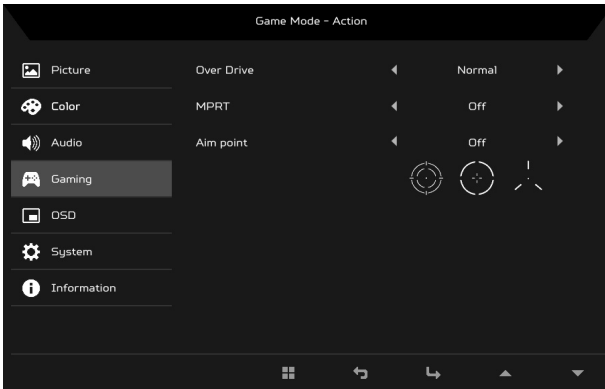 Game Mode - Action
Picture
Over Drive Normal
Color
MPRT Off
Audio
Aim point Off
Gaming
OSD
System
Information